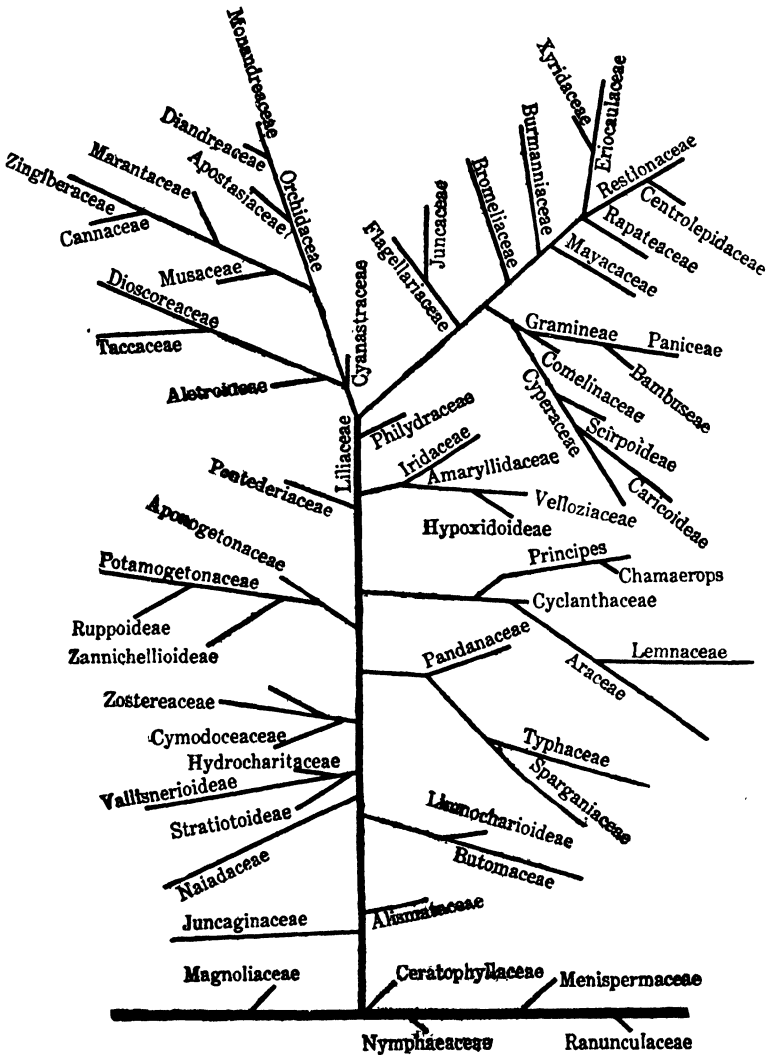 Monandreaceae
Diandreaceae
Apostasiaceae
Orchidaceae
Marantaceae
Zingiberaceae
Cannaceae
Musaceae
Dioscoreaceae
Taccaceae
Aletroideae
Cyanastraceae
Flagellariaceae
Juncaceae
Bromeliaceae
Burmanniaceae
Xyridaceae
Eriocaulaceae
Restionaceae
Centrolepidaceae
Rapateaceae
Mayacaceae
Gramineae
Paniceae
Bambuseae
Comelinaceae
Cyperaceae
Scirpoideae
Caricoideae
Liliaceae
Philydraceae
Iridaceae
Amaryllidaceae
Velloziaceae
Hypoxidoideae
Pontederiaceae
Aponogetonaceae
Potamogetonaceae
Ruppoideae
Zannichellioideae
Principes
Chamaerops
Cyclanthaceae
Lemnaceae
Araceae
Pandanaceae
Typhaceae
Sparganiaceae
Zostereaceae
Cymodoceaceae
Hydrocharitaceae
Vallisnerioideae
Stratiotoideae
Naiadaceae
Limnocharioideae
Butomaceae
Juncaginaceae
Alismataceae
Magnoliaceae
Ceratophyllaceae
Menispermaceae
Nymphaeaceae
Ranunculaceae